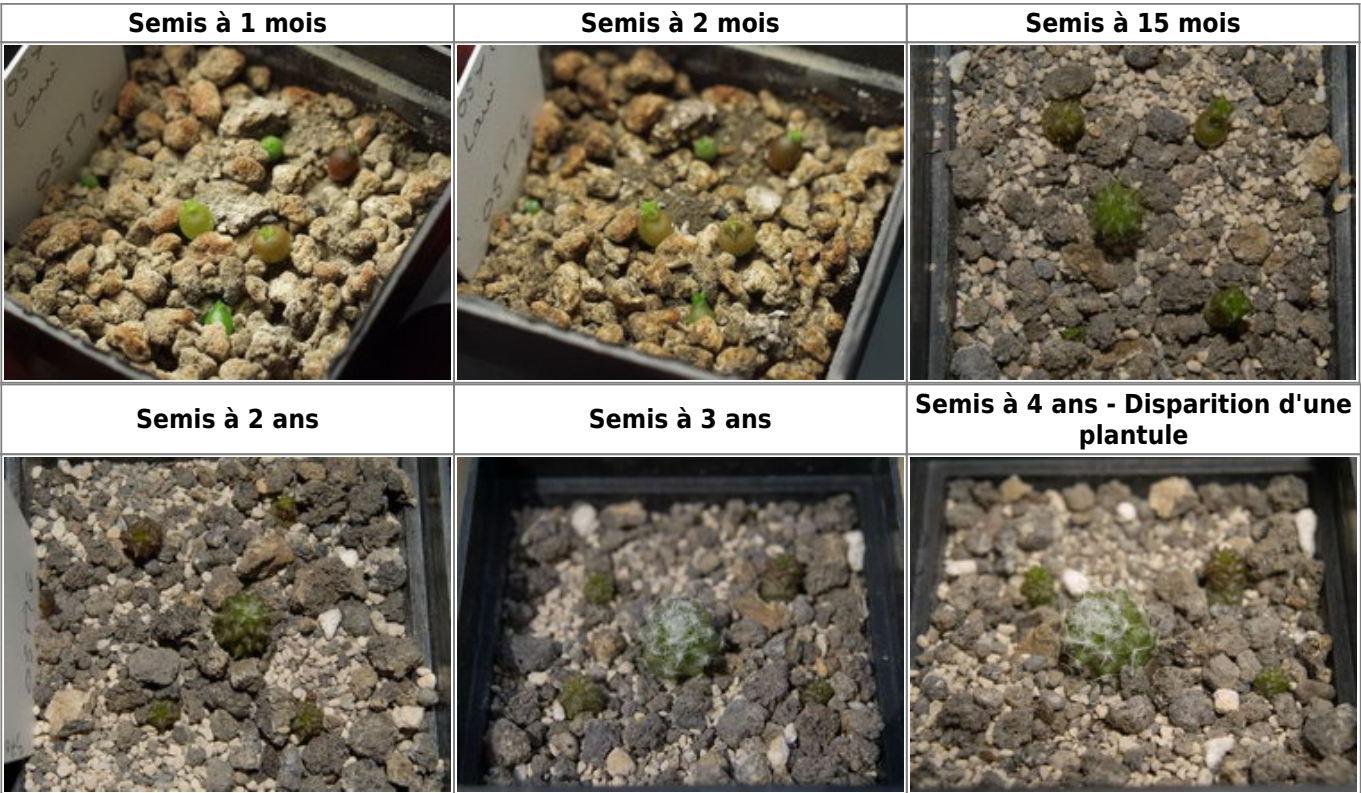 Semis à 1 mois
Semis à 2 mois
Semis à 15 mois
Semis à 2 ans
Semis à 3 ans
Semis à 4 ans - Disparition d'une
plantule